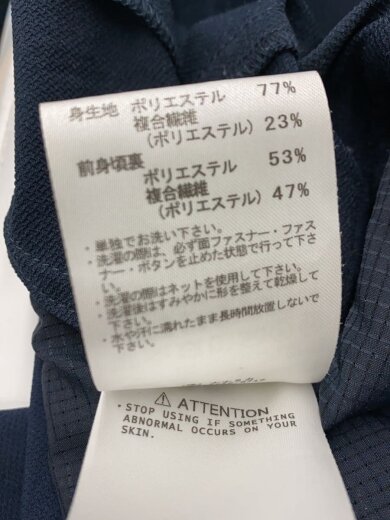 身生地 ポリエステル 77%
複合繊維
(ポリエステル) 23%
前身頃裏
ポリエステル 53%
複合繊維
(ポリエステル) 47%
・単独でお洗い下さい。
・洗濯の際は、必ず面ファスナー・ファス
ナー・ボタンを止めた状態で行って下さ
い。
・洗濯の際はネットを使用して下さい。
・洗濯後はすみやかに形を整えて乾燥して
下さい。
・水や汗に濡れたまま長時間放置しないで
下さい。
⚠ ATTENTION
・STOP USING IF SOMETHING
ABNORMAL OCCURS ON YOUR
SKIN.